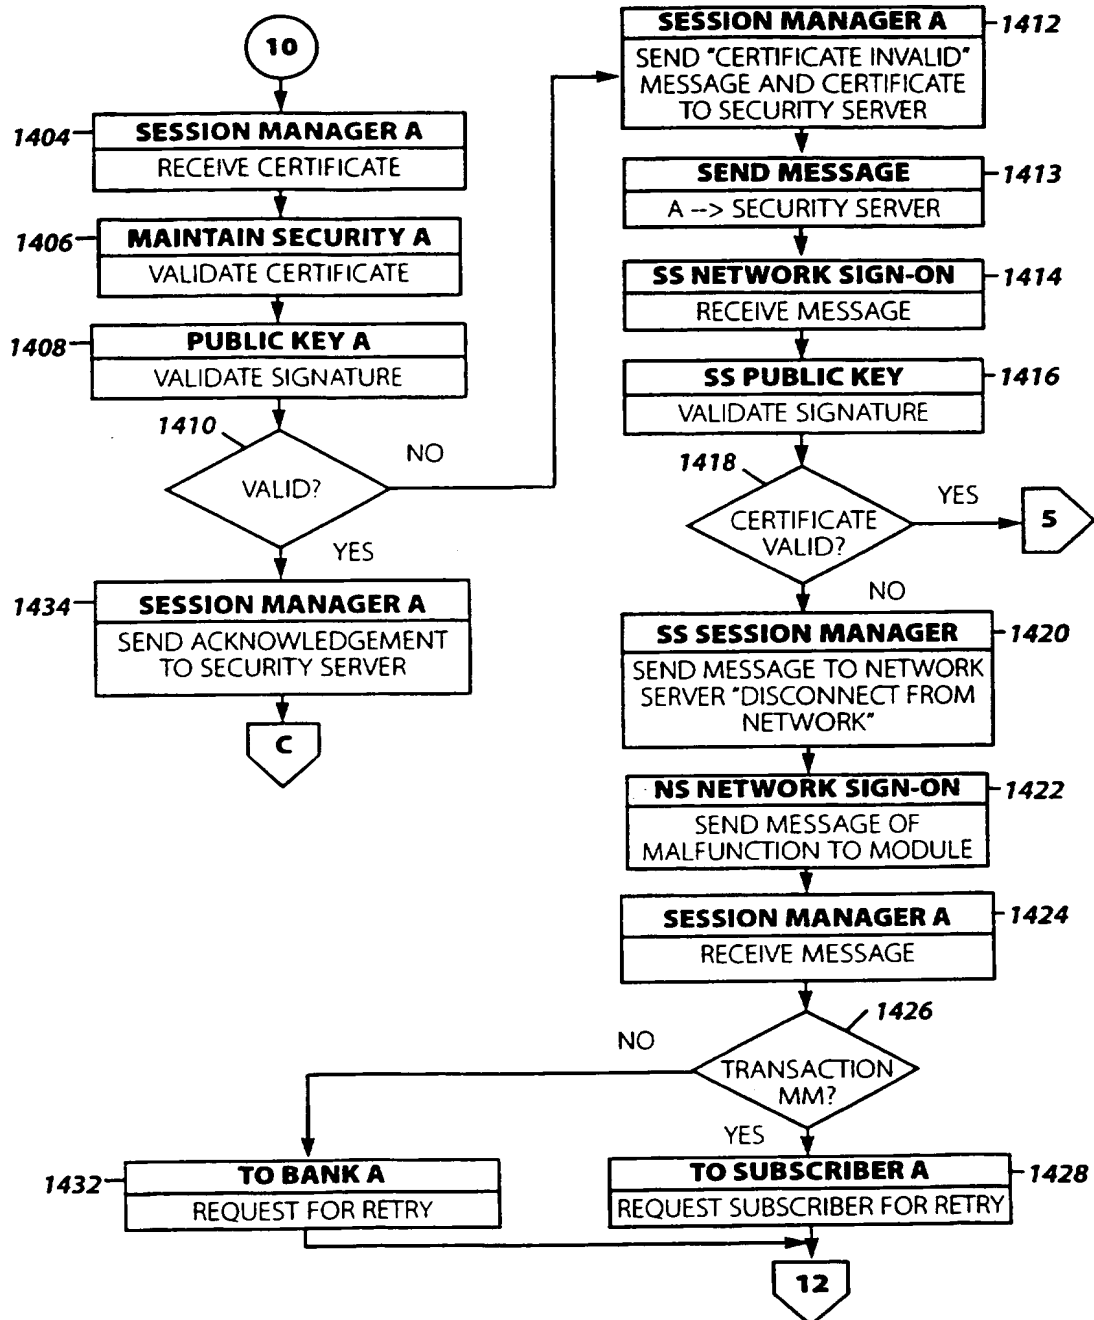 10
1404
SESSION MANAGER A
RECEIVE CERTIFICATE
1406
MAINTAIN SECURITY A
VALIDATE CERTIFICATE
1408
PUBLIC KEY A
VALIDATE SIGNATURE
1410
VALID?
NO
YES
1434
SESSION MANAGER A
SEND ACKNOWLEDGEMENT
TO SECURITY SERVER
C
SESSION MANAGER A
1412
SEND "CERTIFICATE INVALID"
MESSAGE AND CERTIFICATE
TO SECURITY SERVER
SEND MESSAGE
1413
A --> SECURITY SERVER
SS NETWORK SIGN-ON
1414
RECEIVE MESSAGE
SS PUBLIC KEY
1416
VALIDATE SIGNATURE
1418
CERTIFICATE
VALID?
YES
5
NO
SS SESSION MANAGER
1420
SEND MESSAGE TO NETWORK
SERVER "DISCONNECT FROM
NETWORK"
NS NETWORK SIGN-ON
1422
SEND MESSAGE OF
MALFUNCTION TO MODULE
SESSION MANAGER A
1424
RECEIVE MESSAGE
1426
TRANSACTION
MM?
NO
YES
1432
TO BANK A
REQUEST FOR RETRY
TO SUBSCRIBER A
1428
REQUEST SUBSCRIBER FOR RETRY
12